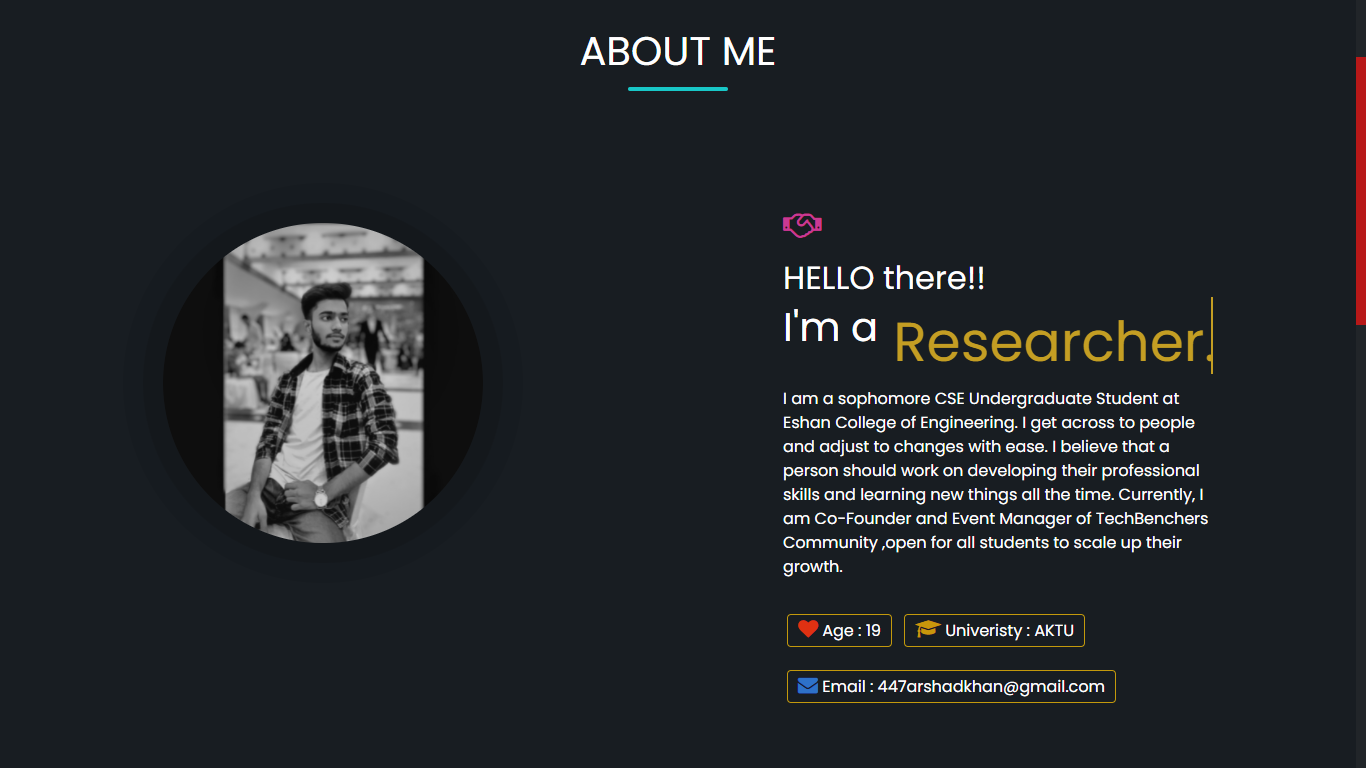 ABOUT ME
HELLO there!!
I'm a Researcher.
I am a sophomore CSE Undergraduate Student at
Eshan College of Engineering. I get across to people
and adjust to changes with ease. I believe that a
person should work on developing their professional
skills and learning new things all the time. Currently, I
am Co-Founder and Event Manager of TechBenchers
Community ,open for all students to scale up their
growth.
Age : 19
Univeristy : AKTU
Email : 447arshadkhan@gmail.com